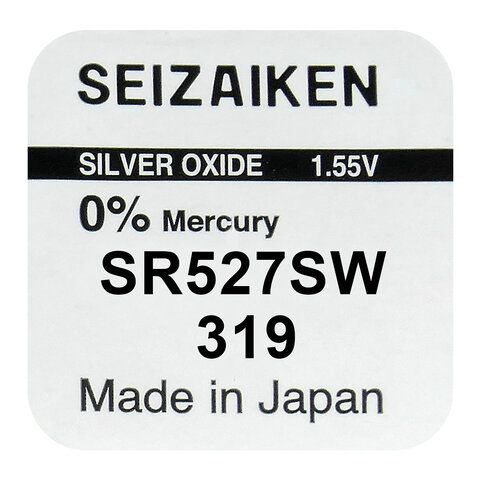 SEIZAIKEN
SILVER OXIDE 1.55V
0% Mercury
SR527SW
319
Made in Japan